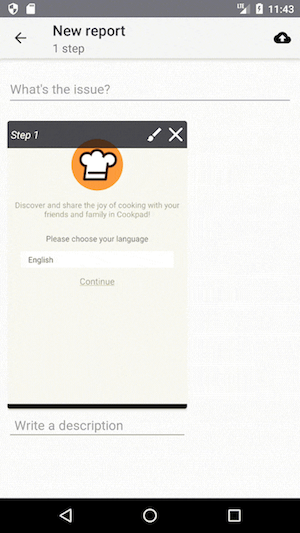 11:43
New report
1 step
What's the issue?
Step 1
Discover and share the joy of cooking with your
friends and family in Cookpad!
Please choose your language
English
Continue
Write a description